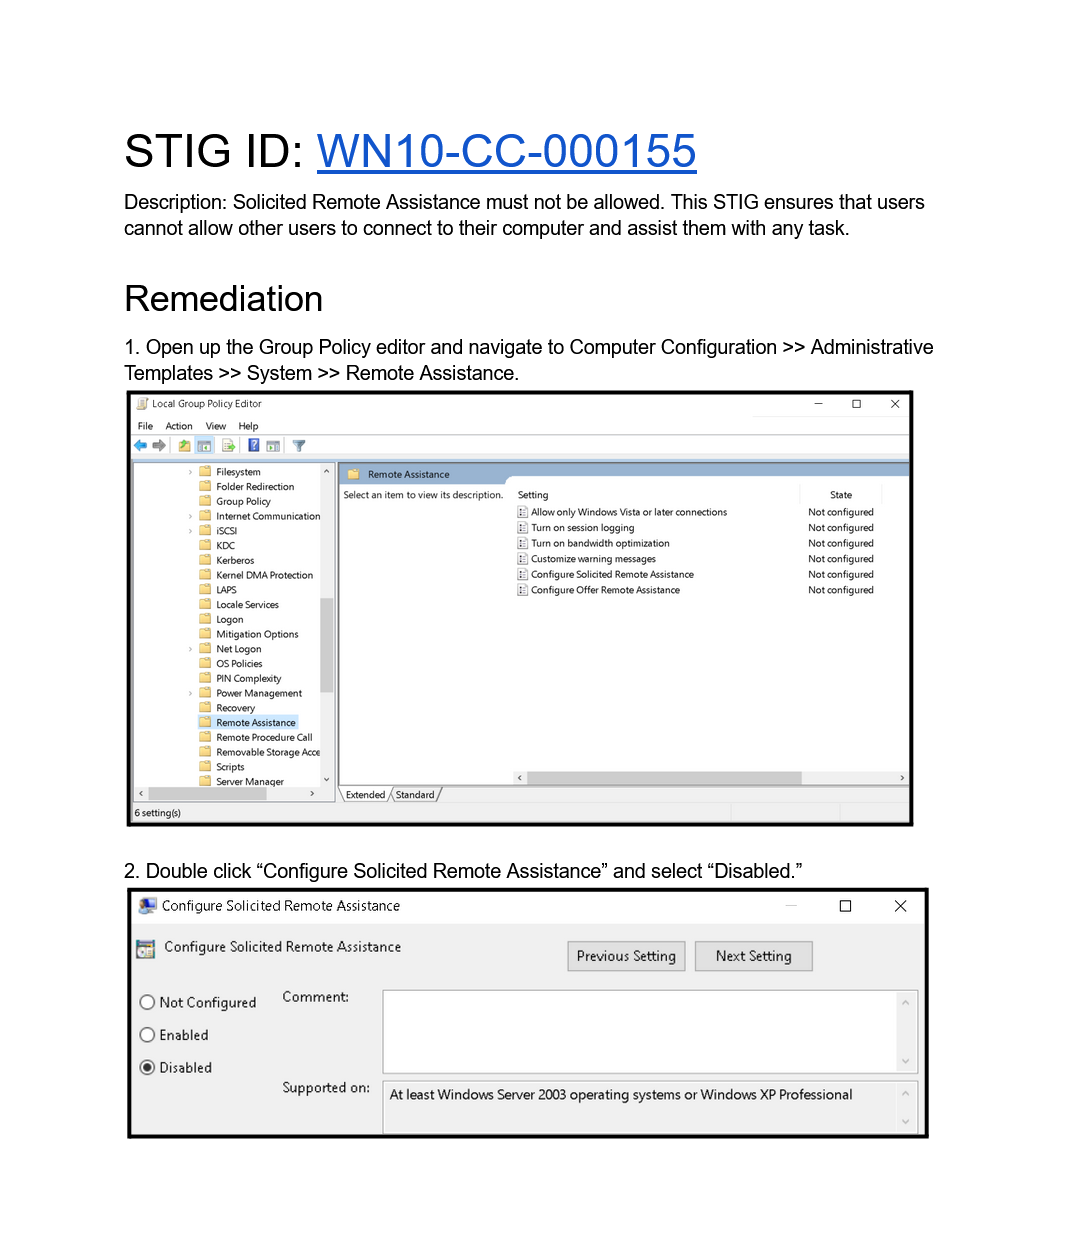 STIG ID: WN10-CC-000155
Description: Solicited Remote Assistance must not be allowed. This STIG ensures that users
cannot allow other users to connect to their computer and assist them with any task.
Remediation
1. Open up the Group Policy editor and navigate to Computer Configuration >> Administrative
Templates >> System >> Remote Assistance.
Local Group Policy Editor
File Action View Help
Filesystem
Folder Redirection
Group Policy
Internet Communication
iSCSI
KDC
Kerberos
Kernel DMA Protection
LAPS
Locale Services
Logon
Mitigation Options
Net Logon
OS Policies
PIN Complexity
Power Management
Recovery
Remote Assistance
Remote Procedure Call
Removable Storage Acce
Scripts
Server Manager
Remote Assistance
Select an item to view its description.
Setting State
Allow only Windows Vista or later connections Not configured
Turn on session logging Not configured
Turn on bandwidth optimization Not configured
Customize warning messages Not configured
Configure Solicited Remote Assistance Not configured
Configure Offer Remote Assistance Not configured
Extended Standard
6 setting(s)
2. Double click “Configure Solicited Remote Assistance” and select “Disabled.”
Configure Solicited Remote Assistance
Configure Solicited Remote Assistance
Previous Setting Next Setting
Not Configured
Enabled
Disabled
Comment:
Supported on:
At least Windows Server 2003 operating systems or Windows XP Professional